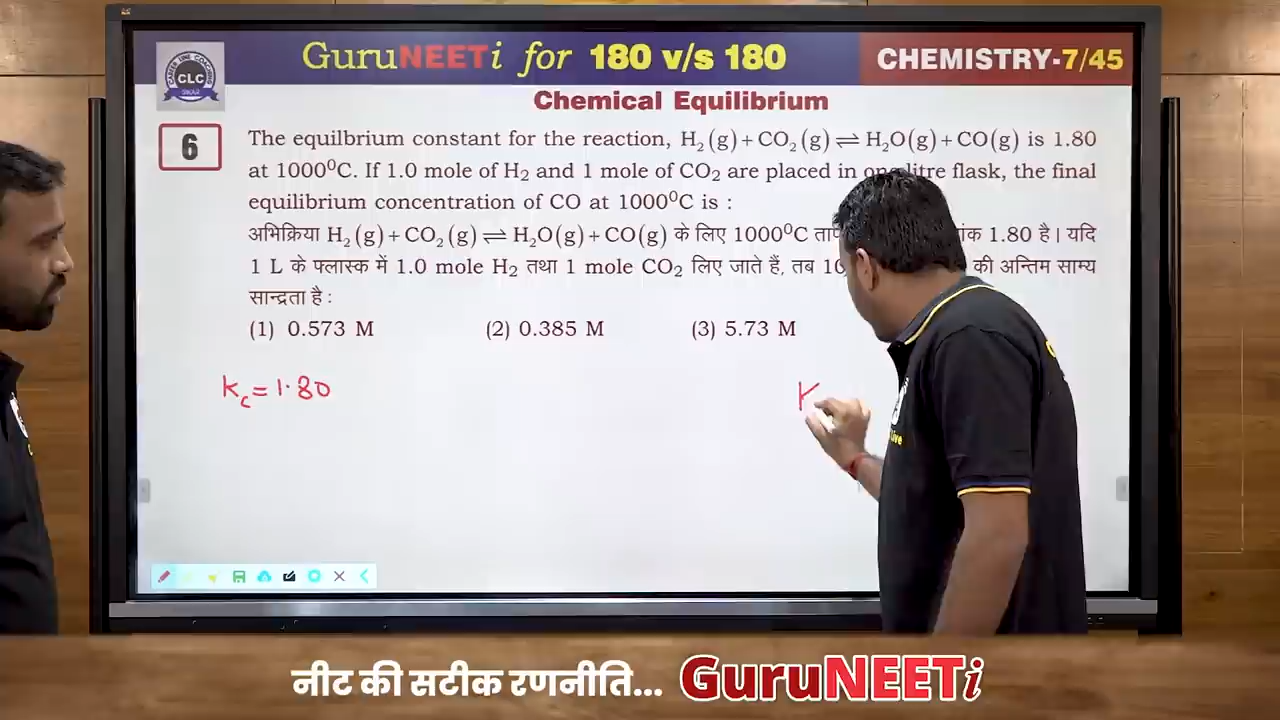 GuruNEETi for 180 v/s 180
CHEMISTRY-7/45
CLC
SIKAR
Chemical Equilibrium
6
The equilbrium constant for the reaction, H₂(g)+CO₂(g)⇌H₂O(g)+CO(g) is 1.80
at 1000⁰C. If 1.0 mole of H₂ and 1 mole of CO₂ are placed in one litre flask, the final
equilibrium concentration of CO at 1000⁰C is :
अभिक्रिया H₂(g)+CO₂(g)⇌H₂O(g)+CO(g) के लिए 1000⁰C 1.80 है। यदि
1 L के फ्लास्क में 1.0 mole H₂ तथा 1 mole CO₂ लिए जाते हैं, तब की अन्तिम साम्य
सान्द्रता है :
(1) 0.573 M (2) 0.385 M (3) 5.73 M
K_c = 1.80
K
नीट की सटीक रणनीति... GuruNEETi